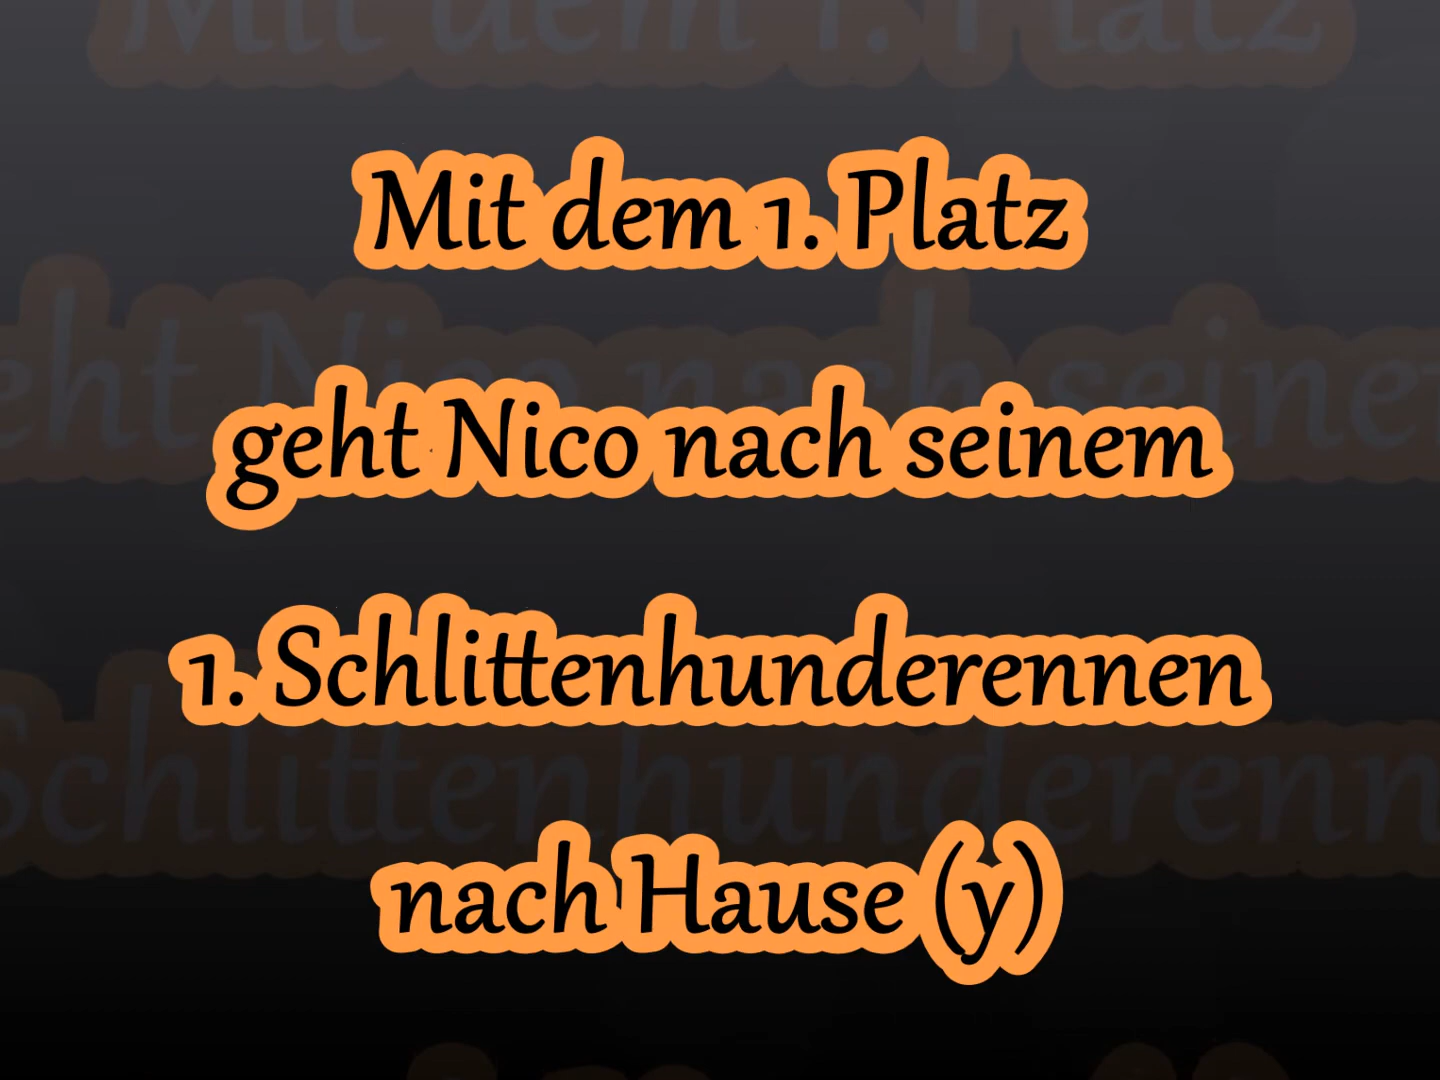 Mit dem 1. Platz
geht Nico nach seinem
1. Schlittenhunderennen
nach Hause (y)